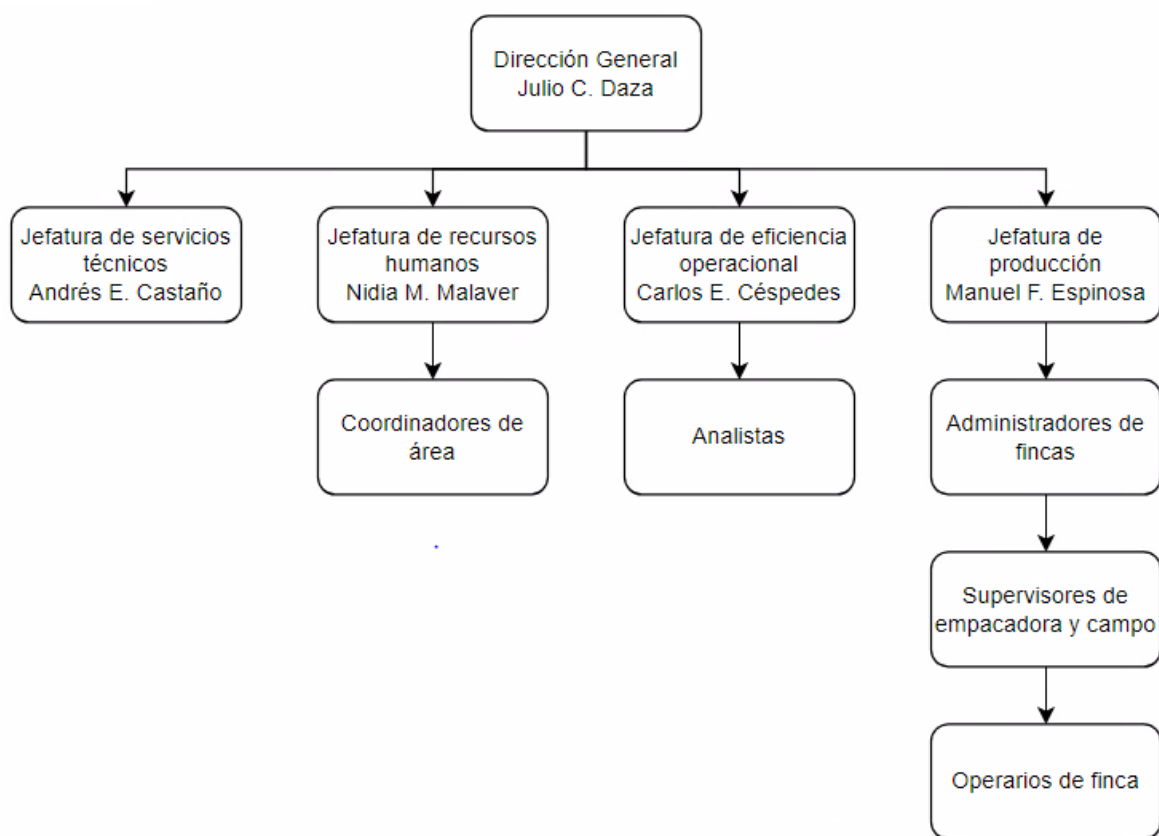 Dirección General
Julio C. Daza
Jefatura de servicios
técnicos
Andrés E. Castaño
Jefatura de recursos
humanos
Nidia M. Malaver
Jefatura de eficiencia
operacional
Carlos E. Céspedes
Jefatura de
producción
Manuel F. Espinosa
Coordinadores de
área
Analistas
Administradores de
fincas
Supervisores de
empacadora y campo
Operarios de finca